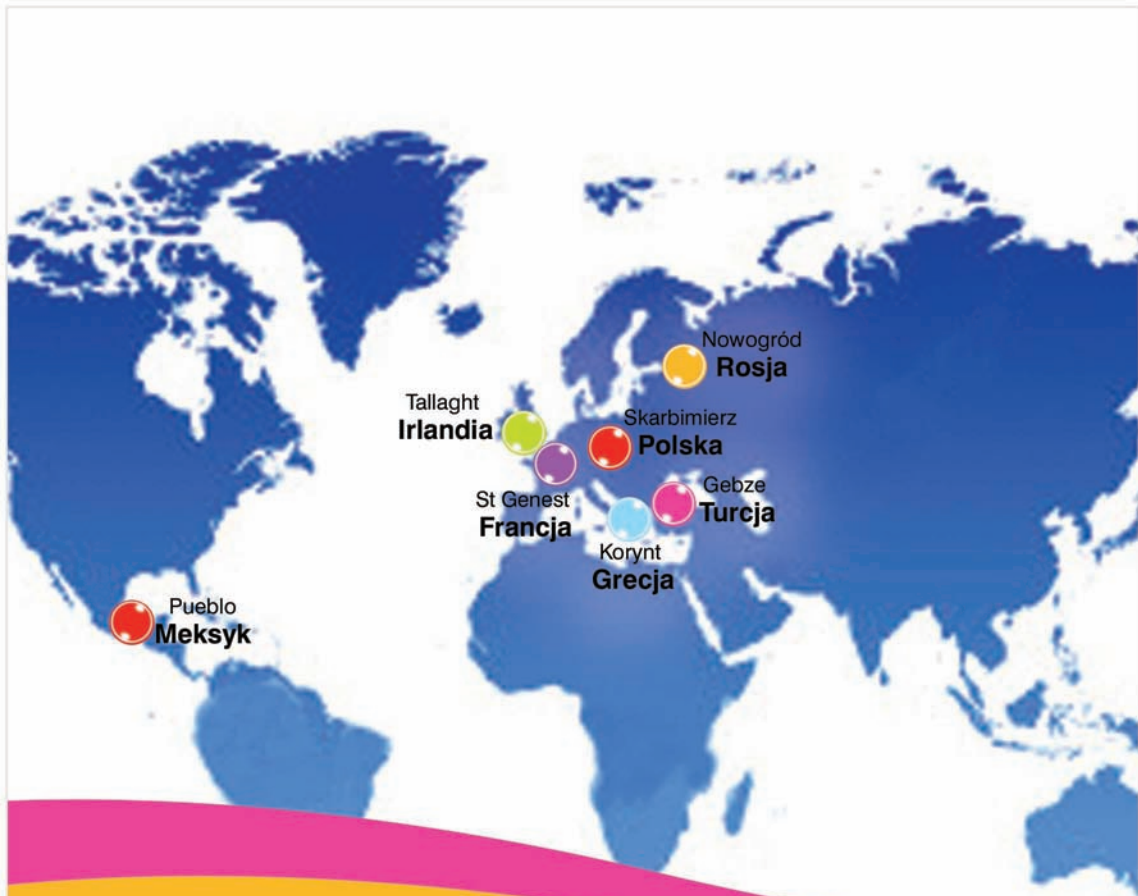 Nowogród
Rosja
Tallaght
Irlandia
Skarbimierz
Polska
St Genest
Francja
Gebze
Turcja
Korynt
Grecja
Pueblo
Meksyk